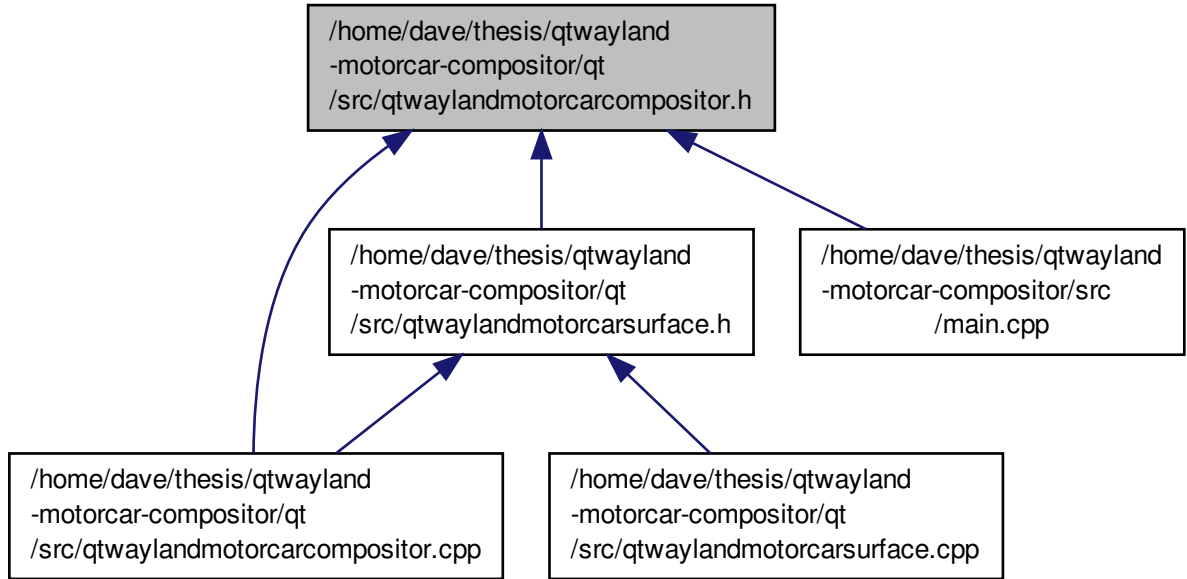 /home/dave/thesis/qtwayland
-motorcar-compositor/qt
/src/qtwaylandmotorcarcompositor.h
/home/dave/thesis/qtwayland
-motorcar-compositor/qt
/src/qtwaylandmotorcarsurface.h
/home/dave/thesis/qtwayland
-motorcar-compositor/src
/main.cpp
/home/dave/thesis/qtwayland
-motorcar-compositor/qt
/src/qtwaylandmotorcarcompositor.cpp
/home/dave/thesis/qtwayland
-motorcar-compositor/qt
/src/qtwaylandmotorcarsurface.cpp